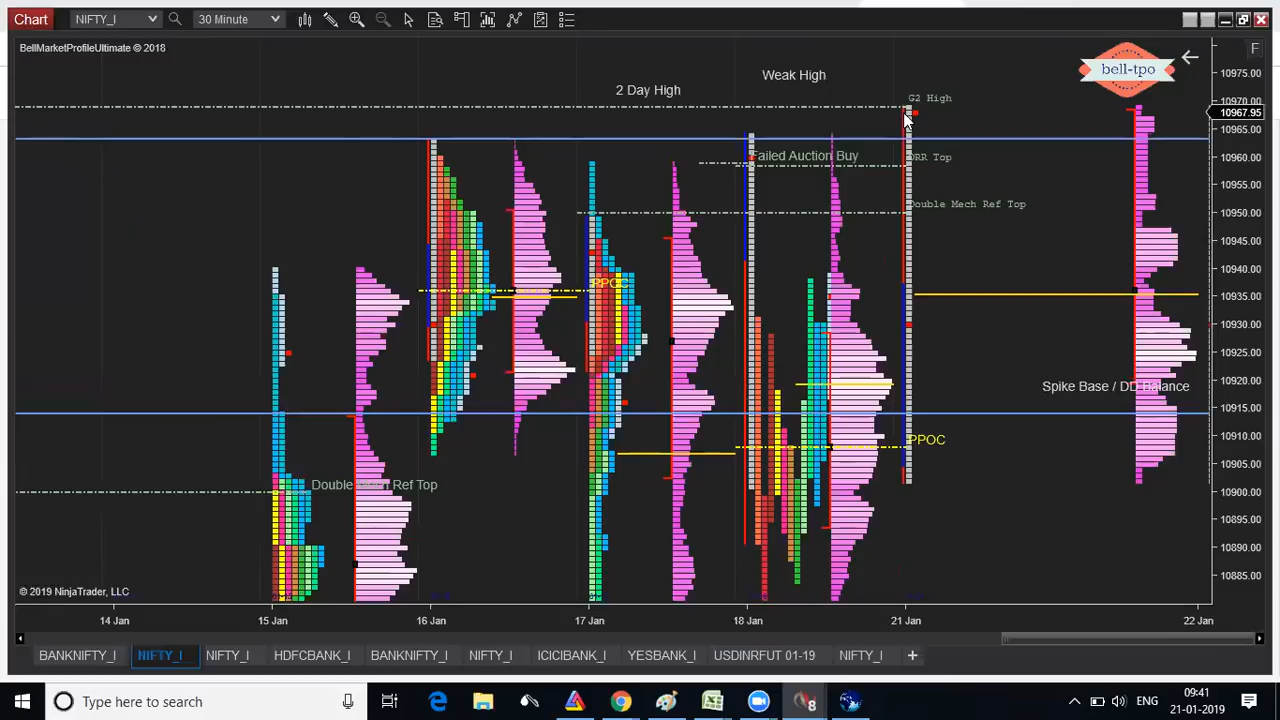 Chart NIFTY_I 30 Minute
BellMarketProfileUltimate © 2018
F
bell-tpo
Weak High
2 Day High
G2 High
Failed Auction Buy
ORR Top
Double Mech Ref Top
PPOC
Spike Base / DD Balance
PPOC
Double Mech Ref Top
10975.00
10970.00
10967.95
10965.00
10960.00
10955.00
10950.00
10945.00
10940.00
10935.00
10930.00
10925.00
10920.00
10915.00
10910.00
10905.00
10900.00
10895.00
10890.00
10885.00
© 2019 NinjaTrader, LLC
14 Jan 15 Jan 16 Jan 17 Jan 18 Jan 21 Jan 22 Jan
BANKNIFTY_I NIFTY_I NIFTY_I HDFCBANK_I BANKNIFTY_I NIFTY_I ICICIBANK_I YESBANK_I USDINRFUT 01-19 NIFTY_I +
Type here to search
8
ENG
09:41
21-01-2019